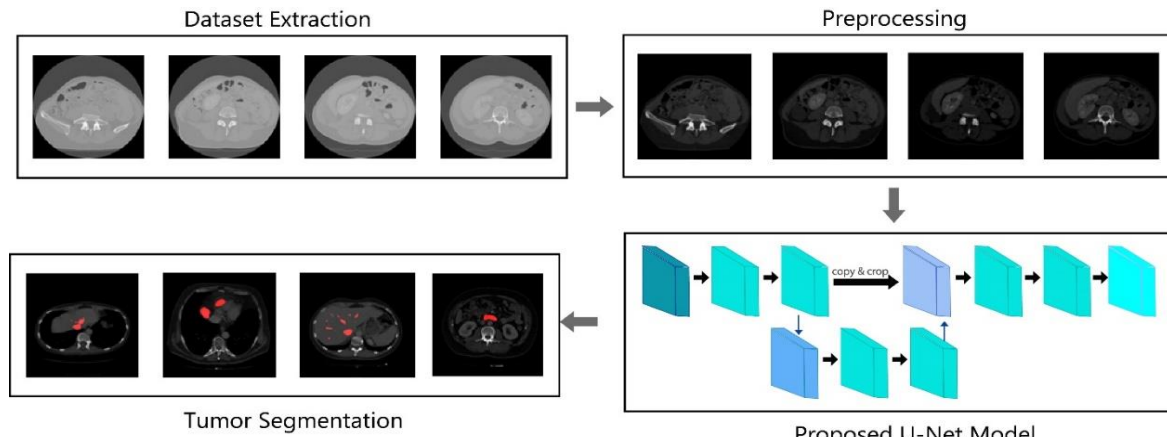 Dataset Extraction
Preprocessing
copy & crop
Tumor Segmentation
Proposed U-Net Model